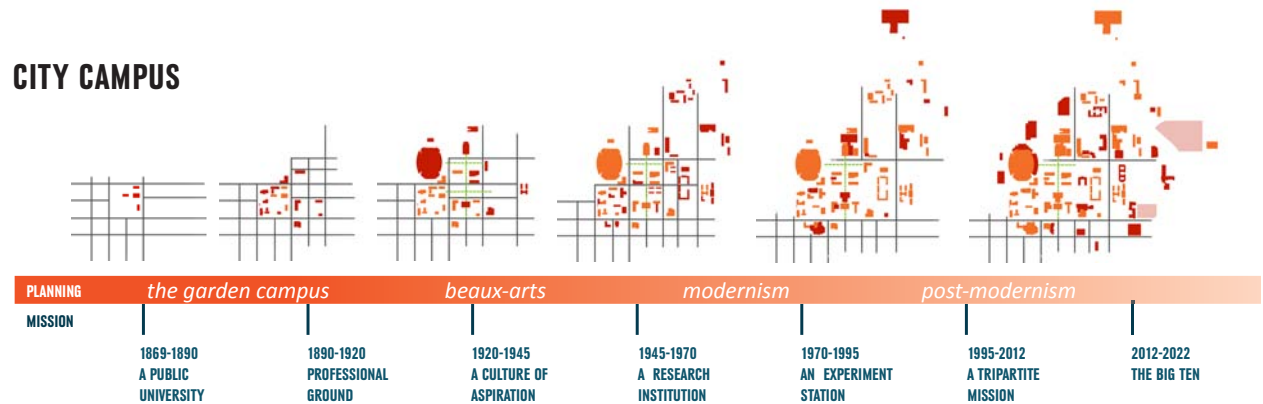 CITY CAMPUS
PLANNING
the garden campus
beaux-arts
modernism
post-modernism
MISSION
1869-1890
A PUBLIC
UNIVERSITY
1890-1920
PROFESSIONAL
GROUND
1920-1945
A CULTURE OF
ASPIRATION
1945-1970
A RESEARCH
INSTITUTION
1970-1995
AN EXPERIMENT
STATION
1995-2012
A TRIPARTITE
MISSION
2012-2022
THE BIG TEN